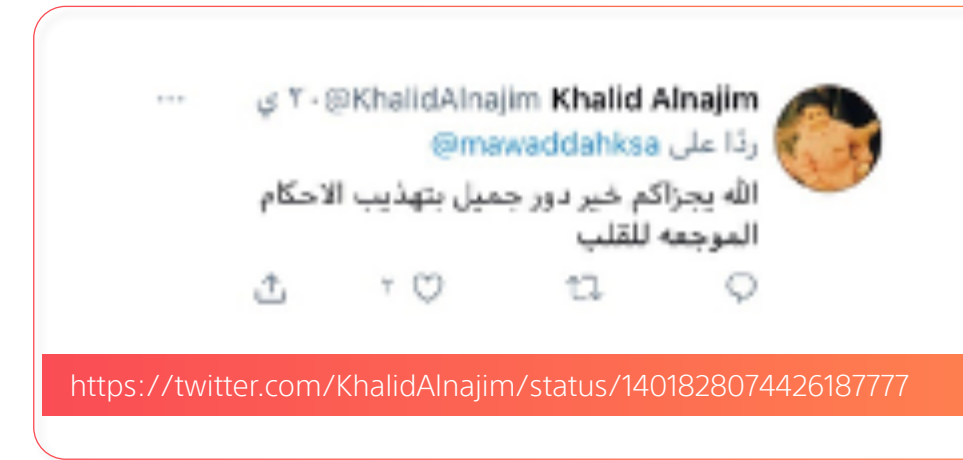 Khalid Alnajim @KhalidAlnajim · ٢ ي
ردًا على @mawaddahksa
الله يجزاكم خير دور جميل بتهذيب الاحكام
الموجعه للقلب
٢
https://twitter.com/KhalidAlnajim/status/1401828074426187777